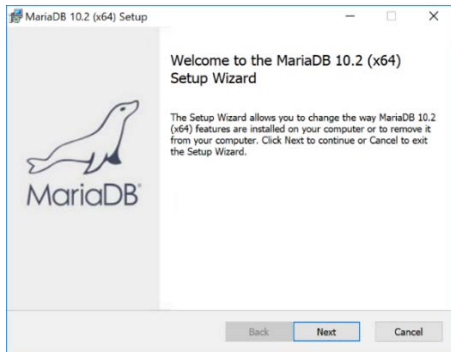 MariaDB 10.2 (x64) Setup
Welcome to the MariaDB 10.2 (x64)
Setup Wizard
The Setup Wizard allows you to change the way MariaDB 10.2
(x64) features are installed on your computer or to remove it
from your computer. Click Next to continue or Cancel to exit
the Setup Wizard.
MariaDB
Back Next Cancel